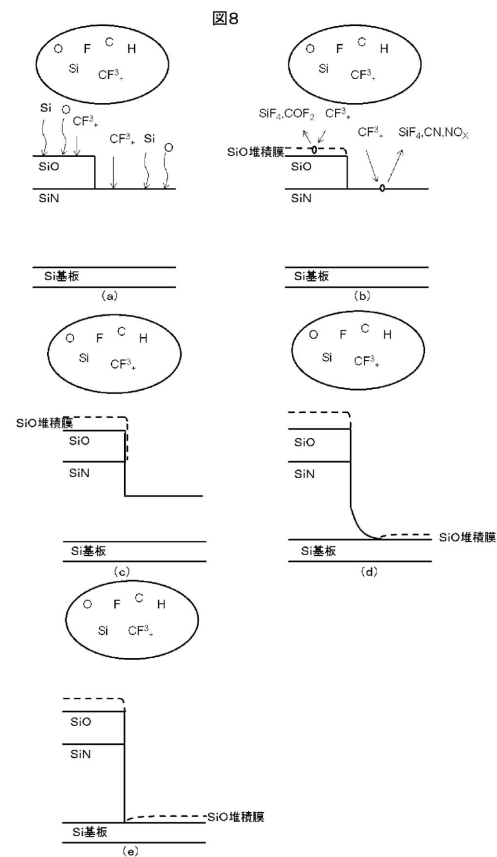 図8
O F C H
Si CF³₊
Si O CF³₊
CF³₊ Si O
SiO
SiN
Si基板
(a)
O F C H
Si CF³₊
SiF₄,COF₂ CF³₊
CF³₊ SiF₄,CN,NOₓ
SiO堆積膜
SiO
SiN
Si基板
(b)
O F C H
Si CF³₊
SiO堆積膜
SiO
SiN
Si基板
(c)
O F C H
Si CF³₊
SiO
SiN
SiO堆積膜
Si基板
(d)
O F C H
Si CF³₊
SiO
SiN
SiO堆積膜
Si基板
(e)